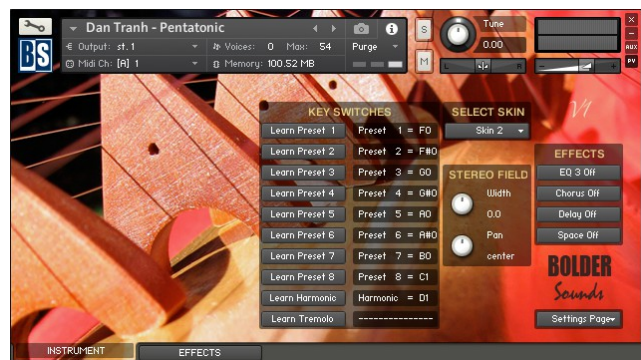 Dan Tranh - Pentatonic
Output: st.1
Voices: 0 Max: 54
Purge
Midi Ch: [A] 1
Memory: 100.52 MB
BS
S
M
Tune
0.00
L
R
AUX
PV
KEY SWITCHES
Learn Preset 1
Preset 1 = F0
Learn Preset 2
Preset 2 = F#0
Learn Preset 3
Preset 3 = G0
Learn Preset 4
Preset 4 = G#0
Learn Preset 5
Preset 5 = A0
Learn Preset 6
Preset 6 = A#0
Learn Preset 7
Preset 7 = B0
Learn Preset 8
Preset 8 = C1
Learn Harmonic
Harmonic = D1
Learn Tremolo
---------------
SELECT SKIN
Skin 2
STEREO FIELD
Width
0.0
Pan
center
V1
EFFECTS
EQ 3 Off
Chorus Off
Delay Off
Space Off
BOLDER
Sounds
Settings Page
INSTRUMENT
EFFECTS